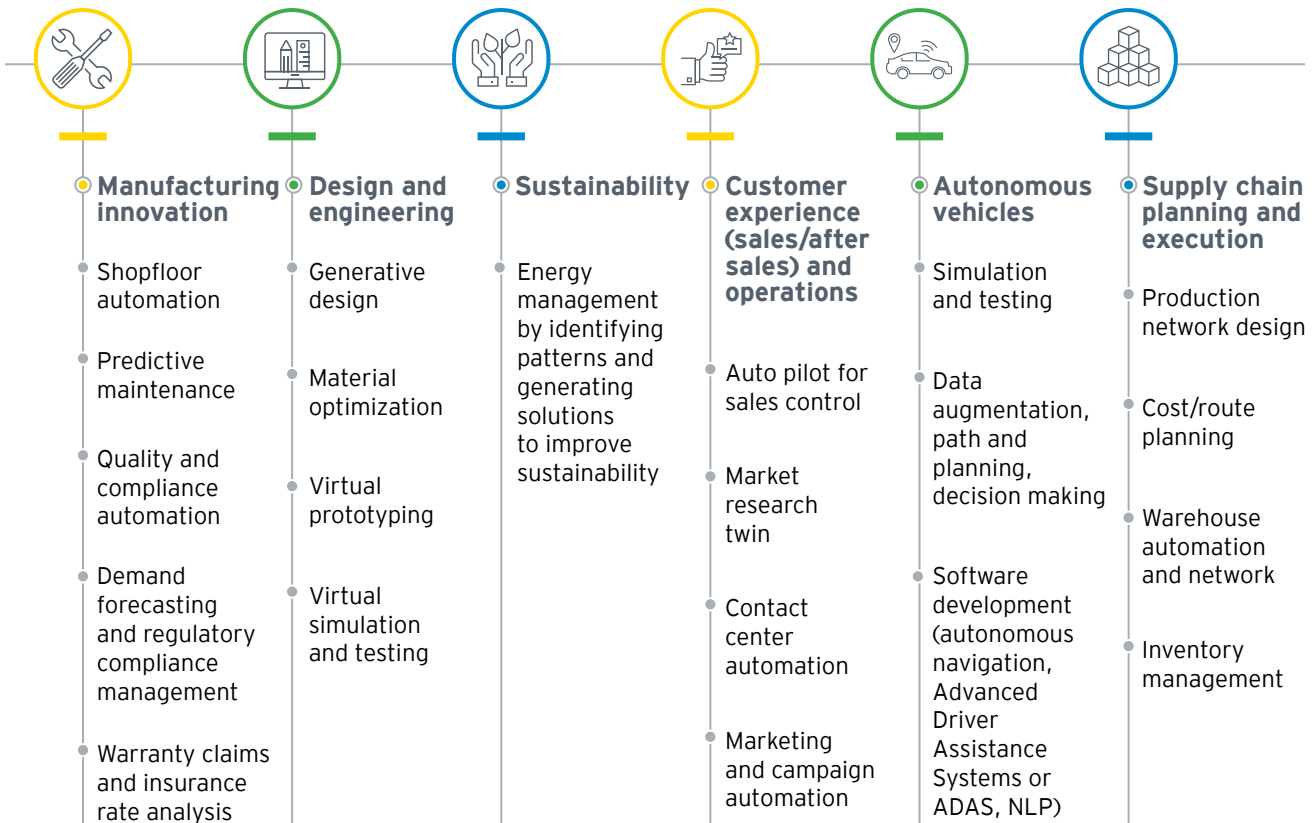 Manufacturing
innovation
Shopfloor
automation
Predictive
maintenance
Quality and
compliance
automation
Demand
forecasting
and regulatory
compliance
management
Warranty claims
and insurance
rate analysis
Design and
engineering
Generative
design
Material
optimization
Virtual
prototyping
Virtual
simulation
and testing
Sustainability
Energy
management
by identifying
patterns and
generating
solutions
to improve
sustainability
Customer
experience
(sales/after
sales) and
operations
Auto pilot for
sales control
Market
research
twin
Contact
center
automation
Marketing
and campaign
automation
Autonomous
vehicles
Simulation
and testing
Data
augmentation,
path and
planning,
decision making
Software
development
(autonomous
navigation,
Advanced
Driver
Assistance
Systems or
ADAS, NLP)
Supply chain
planning and
execution
Production
network design
Cost/route
planning
Warehouse
automation
and network
Inventory
management